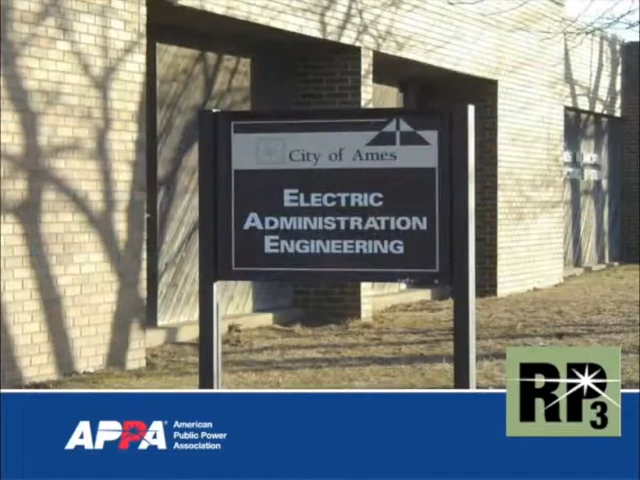 City of Ames
ELECTRIC
ADMINISTRATION
ENGINEERING
RP3
APPA
American
Public Power
Association